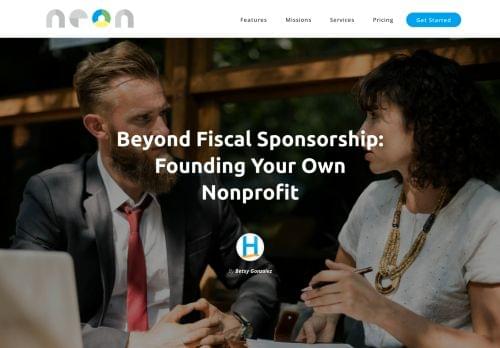 neon
Features Missions Services Pricing Get Started
Beyond Fiscal Sponsorship:
Founding Your Own
Nonprofit
H
By Betsy Gonzalez